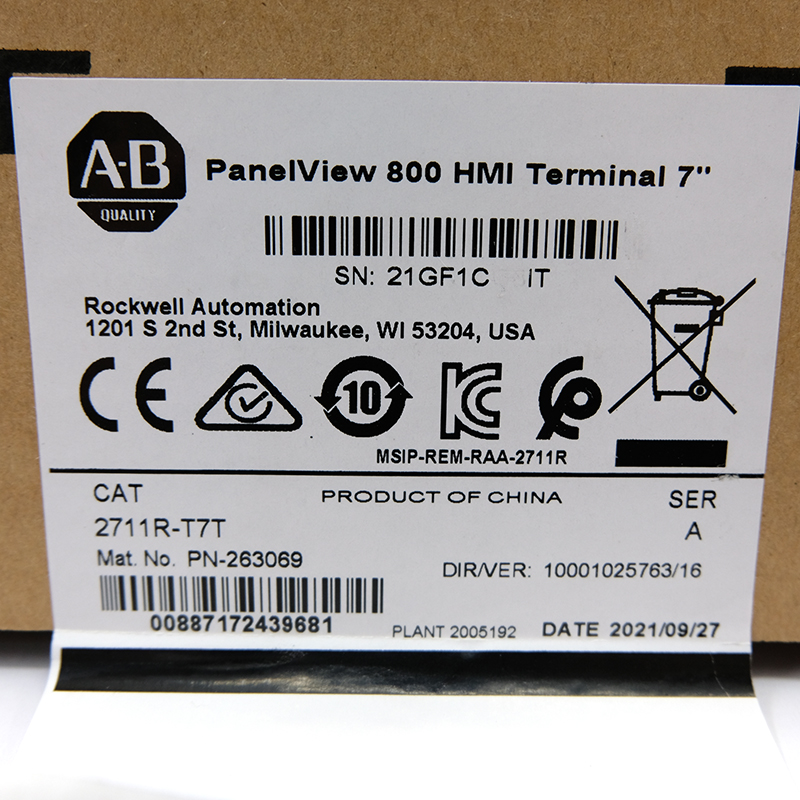 A-B
QUALITY
PanelView 800 HMI Terminal 7"
SN: 21GF1C IT
Rockwell Automation
1201 S 2nd St, Milwaukee, WI 53204, USA
CE 10 KC
MSIP-REM-RAA-2711R
CAT PRODUCT OF CHINA SER
2711R-T7T A
Mat. No. PN-263069
DIR/VER: 10001025763/16
00887172439681
PLANT 2005192 DATE 2021/09/27